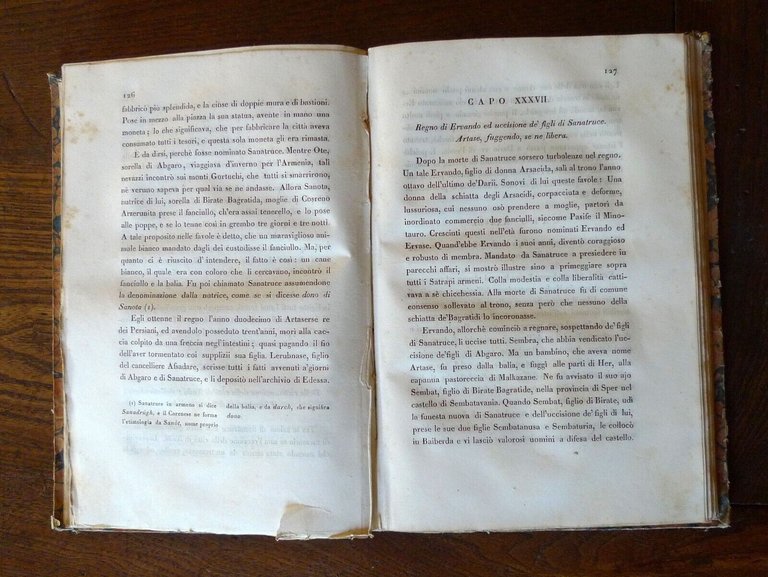 126
fabbricò più splendida, e la cinse di doppie mura e di bastioni.
Pose in mezzo alla piazza la sua statua, avente in mano una
moneta; lo che significava, che per fabbricare la città aveva
consumato tutti i tesori, e questa sola moneta gli era rimasta.
E da dirsi, perchè fosse nominato Sanatruce. Mentre Ote,
sorella di Abgaro, viaggiava d'inverno per l'Armenia, tali
nevazzi incontrò sui monti Gortuchi, che tutti si smarrirono,
nè veruno sapeva per qual via se ne andasse. Allora Sanota,
nutrice di lui, sorella di Birate Bagratida, moglie di Cosreno
Arzerunita prese il fanciullo, ch'era assai tenerello, e lo pose
alle poppe, e se lo tenne così in grembo tre giorni e tre notti.
A tale proposito nelle favole è detto, che un maraviglioso ani-
male bianco mandato dagli dei custodisse il fanciullo. Ma, per
quanto ci è riuscito d'intendere, il fatto è così: un cane
bianco, il quale era con coloro che li cercavano, incontrò il
fanciullo e la balia. Fu poi chiamato Sanatruce assumendone
la denominazione dalla nutrice, come se si dicesse dono di
Sanota (1).
Egli ottenne il regno l'anno duodecimo di Artaserse re
dei Persiani, ed avendolo posseduto trent'anni, morì alla cac-
cia colpito da una freccia negl'intestini; quasi pagando il fio
dell'aver tormentato coi supplizii sua figlia. Lerubnase, figlio
del cancelliere Afsadare, scrisse tutti i fatti avvenuti a'giorni
di Abgaro e di Sanatruce, e li depositò nell'archivio di Edessa.
(1) Sanatruce in armeno si dice
Sanadrùgh, e il Corenese ne forma
l'etimologia da Sanòt, nome proprio
della balia, e da durch, che significa
dono.
127
CAPO XXXVII.
Regno di Ervando ed uccisione de' figli di Sanatruce.
Artase, fuggendo, se ne libera.
Dopo la morte di Sanatruce sorsero turbolenze nel regno.
Un tale Ervando, figlio di donna Arsacida, salì al trono l'anno
ottavo dell'ultimo de'Darii. Sonovi di lui queste favole: Una
donna della schiatta degli Arsacidi, corpacciuta e deforme,
lussuriosa, cui nessuno osò prendere a moglie, partorì da
inordinato commercio due fanciulli, siccome Pasife il Mino-
tauro. Cresciuti questi nell'età furono nominati Ervando ed
Ervase. Quand'ebbe Ervando i suoi anni, diventò coraggioso
e robusto di membra. Mandato da Sanatruce a presiedere in
parecchi affari, si mostrò illustre sino a primeggiare sopra
tutti i Satrapi armeni. Colla modestia e colla liberalità catti-
vava a sè chicchessia. Alla morte di Sanatruce fu di comune
consenso sollevato al trono, senza però che nessuno della
schiatta de'Bagratidi lo incoronasse.
Ervando, allorchè cominciò a regnare, sospettando de'figli
di Sanatruce, li uccise tutti. Sembra, che abbia vendicato l'uc-
cisione de'figli di Abgaro. Ma un bambino, che aveva nome
Artase, fu preso dalla balia, e fuggì alle parti di Her, alla
capanna pastoreccia di Malkazane. Ne fu avvisato il suo ajo
Sembat, figlio di Birate Bagratide, nella provincia di Sper nel
castello di Sembatavania. Quando Sembat, figlio di Birate, udì
la funesta nuova di Sanatruce e dell'uccisione de' figli di lui,
prese le sue due figlie Sembatanusa e Sembaturia, le collocò
in Baiberda e vi lasciò valorosi uomini a difesa del castello.